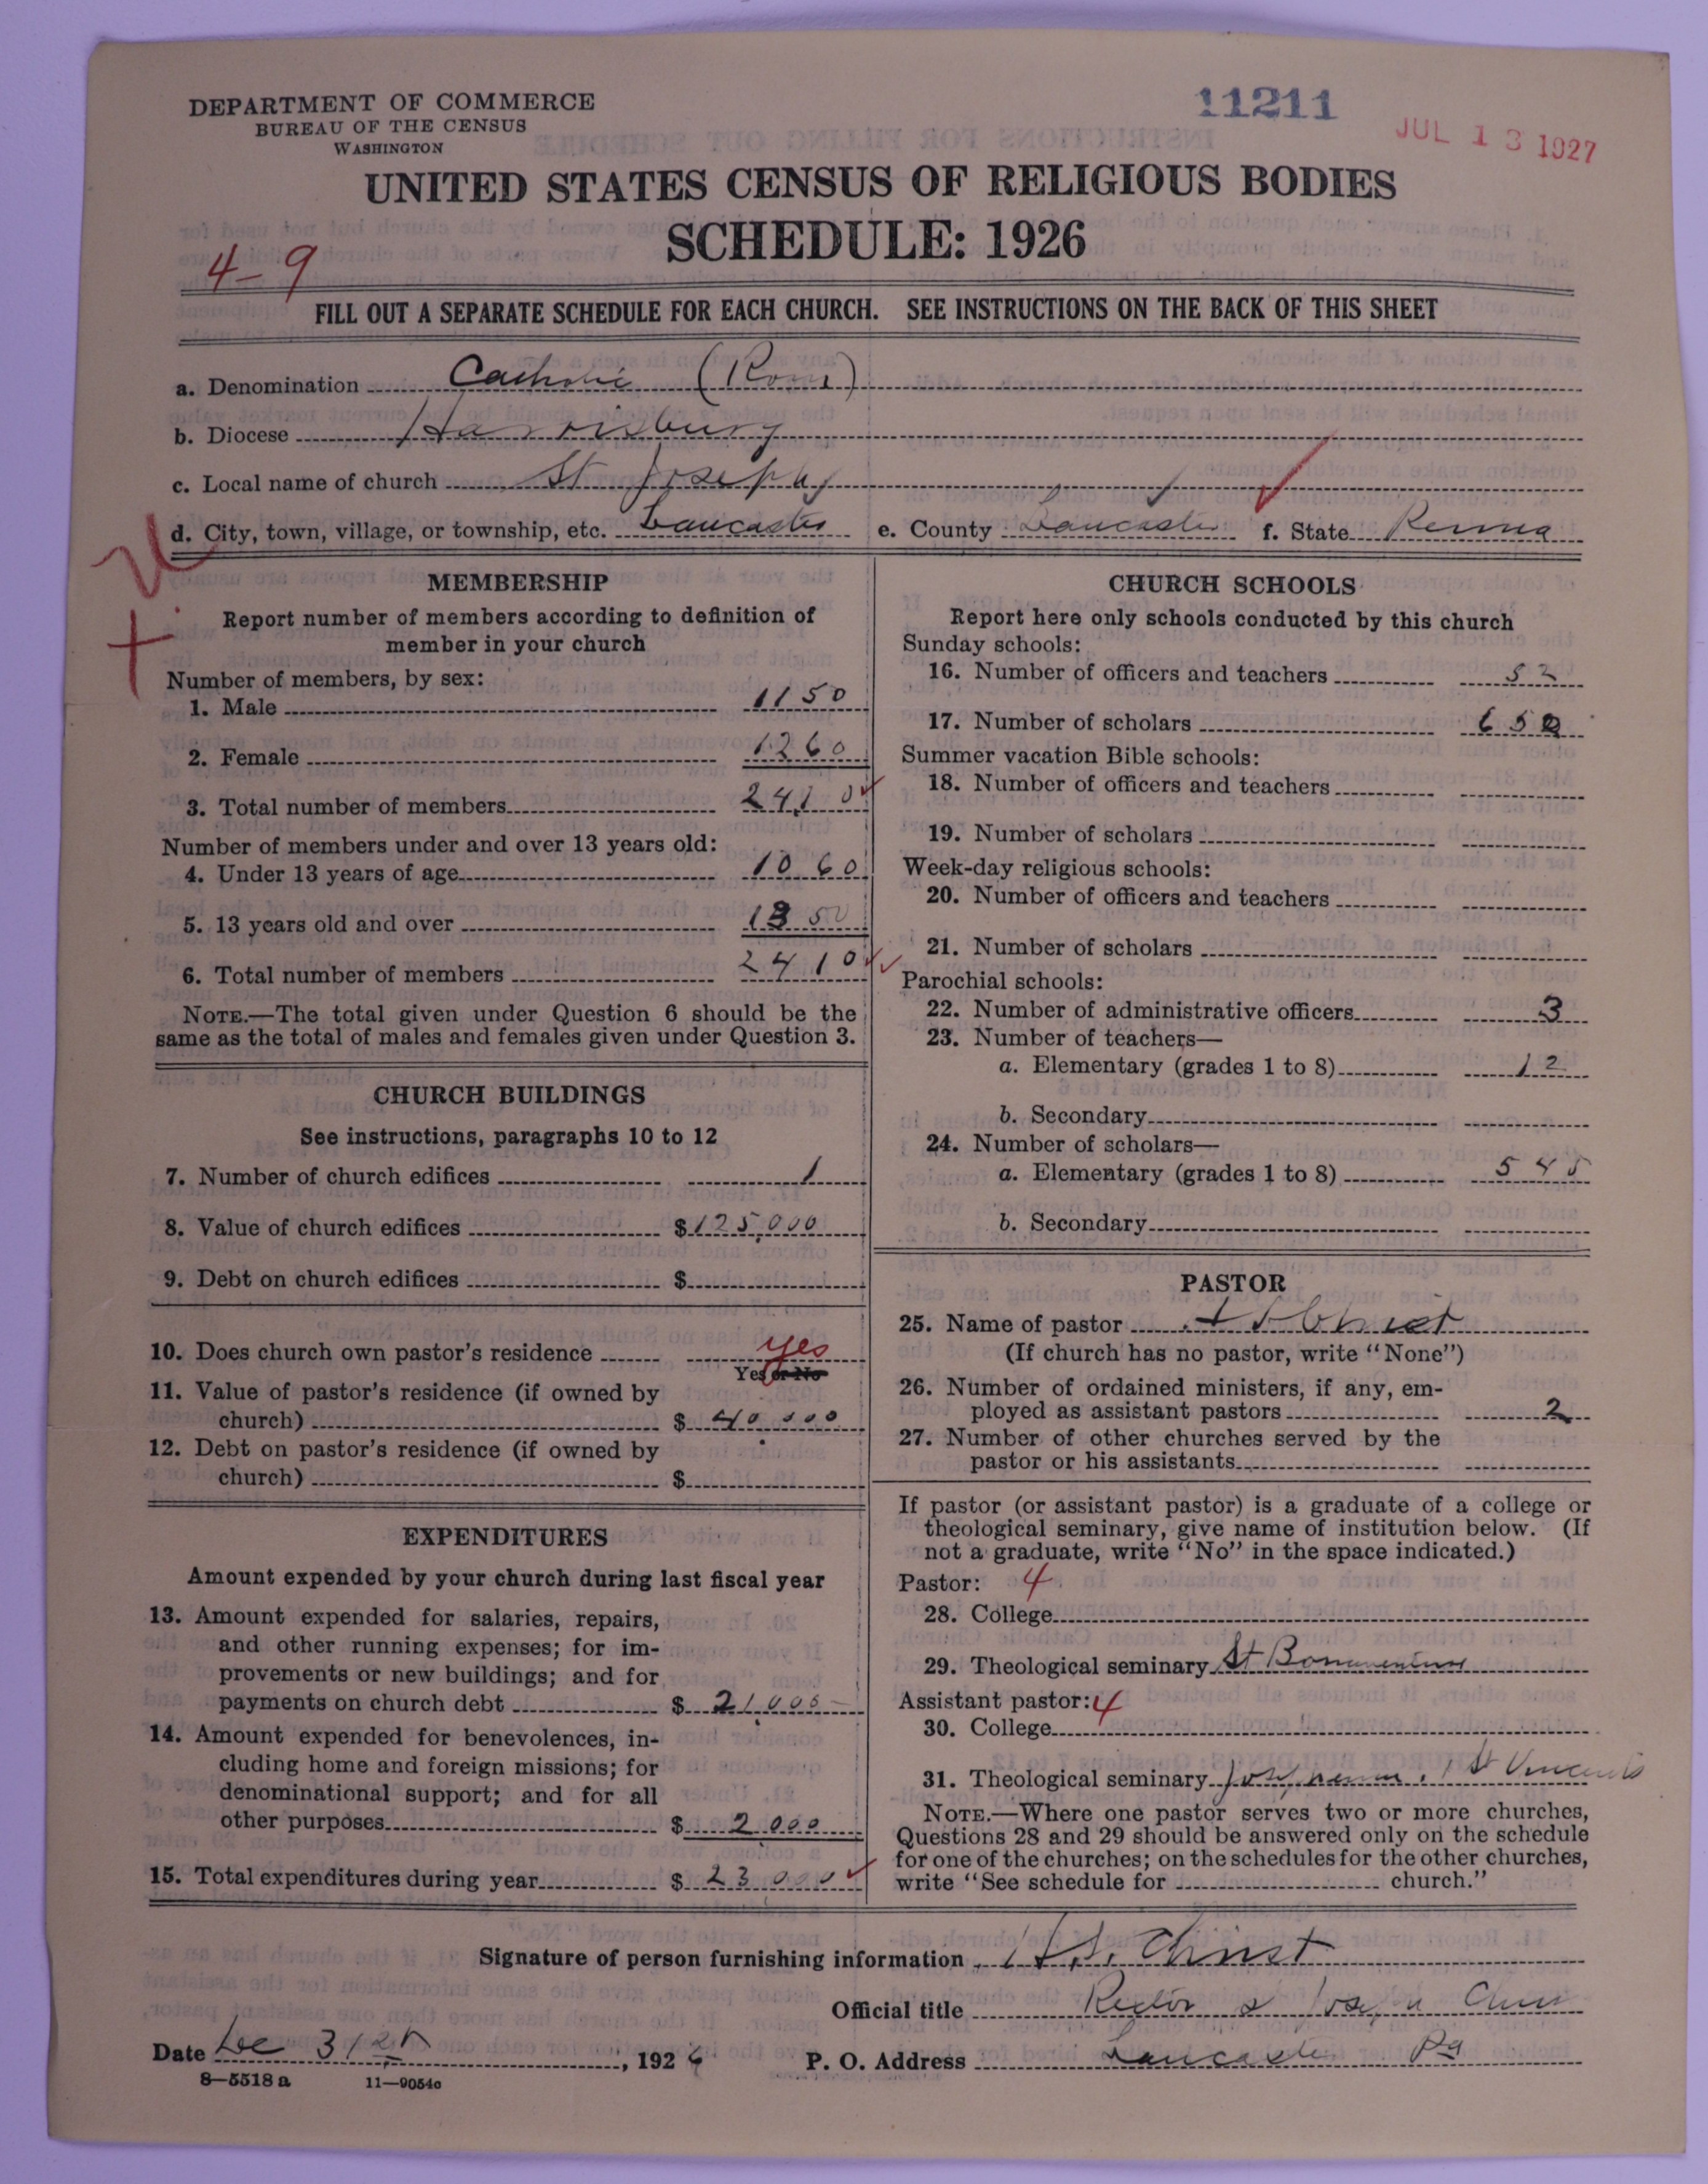 DEPARTMENT OF COMMERCE
BUREAU OF THE CENSUS
WASHINGTON
11211
JUL 13 1927
UNITED STATES CENSUS OF RELIGIOUS BODIES
SCHEDULE: 1926
4-9
FILL OUT A SEPARATE SCHEDULE FOR EACH CHURCH. SEE INSTRUCTIONS ON THE BACK OF THIS SHEET
a. Denomination Catholic (Rom)
b. Diocese Harrisburg
c. Local name of church St Josephs
d. City, town, village, or township, etc. Lancaster e. County Lancaster f. State Penna
MEMBERSHIP
Report number of members according to definition of
member in your church
Number of members, by sex:
1. Male 1150
2. Female 1260
3. Total number of members 2410
Number of members under and over 13 years old:
4. Under 13 years of age 1060
5. 13 years old and over 1350
6. Total number of members 2410
NOTE.—The total given under Question 6 should be the
same as the total of males and females given under Question 3.
CHURCH BUILDINGS
See instructions, paragraphs 10 to 12
7. Number of church edifices 1
8. Value of church edifices $125,000
9. Debt on church edifices $
10. Does church own pastor's residence yes
Yes or No
11. Value of pastor's residence (if owned by
church) $ 40,000
12. Debt on pastor's residence (if owned by
church) $
EXPENDITURES
Amount expended by your church during last fiscal year
13. Amount expended for salaries, repairs,
and other running expenses; for im-
provements or new buildings; and for
payments on church debt $ 21,000-
14. Amount expended for benevolences, in-
cluding home and foreign missions; for
denominational support; and for all
other purposes $ 2000
15. Total expenditures during year $ 23000
CHURCH SCHOOLS
Report here only schools conducted by this church
Sunday schools:
16. Number of officers and teachers 52
17. Number of scholars 650
Summer vacation Bible schools:
18. Number of officers and teachers
19. Number of scholars
Week-day religious schools:
20. Number of officers and teachers
21. Number of scholars
Parochial schools:
22. Number of administrative officers 3
23. Number of teachers—
a. Elementary (grades 1 to 8) 12
b. Secondary
24. Number of scholars—
a. Elementary (grades 1 to 8) 545
b. Secondary
PASTOR
25. Name of pastor Christ
(If church has no pastor, write "None")
26. Number of ordained ministers, if any, em-
ployed as assistant pastors 2
27. Number of other churches served by the
pastor or his assistants
If pastor (or assistant pastor) is a graduate of a college or
theological seminary, give name of institution below. (If
not a graduate, write "No" in the space indicated.)
Pastor: 4
28. College
29. Theological seminary St
Assistant pastor: 4
30. College
31. Theological seminary St Vincents
NOTE.—Where one pastor serves two or more churches,
Questions 28 and 29 should be answered only on the schedule
for one of the churches; on the schedules for the other churches,
write "See schedule for church."
Signature of person furnishing information Christ
Official title Rector
Date Dec 31 , 1926 P. O. Address Lancaster Pa
8-5518 a 11-9054c